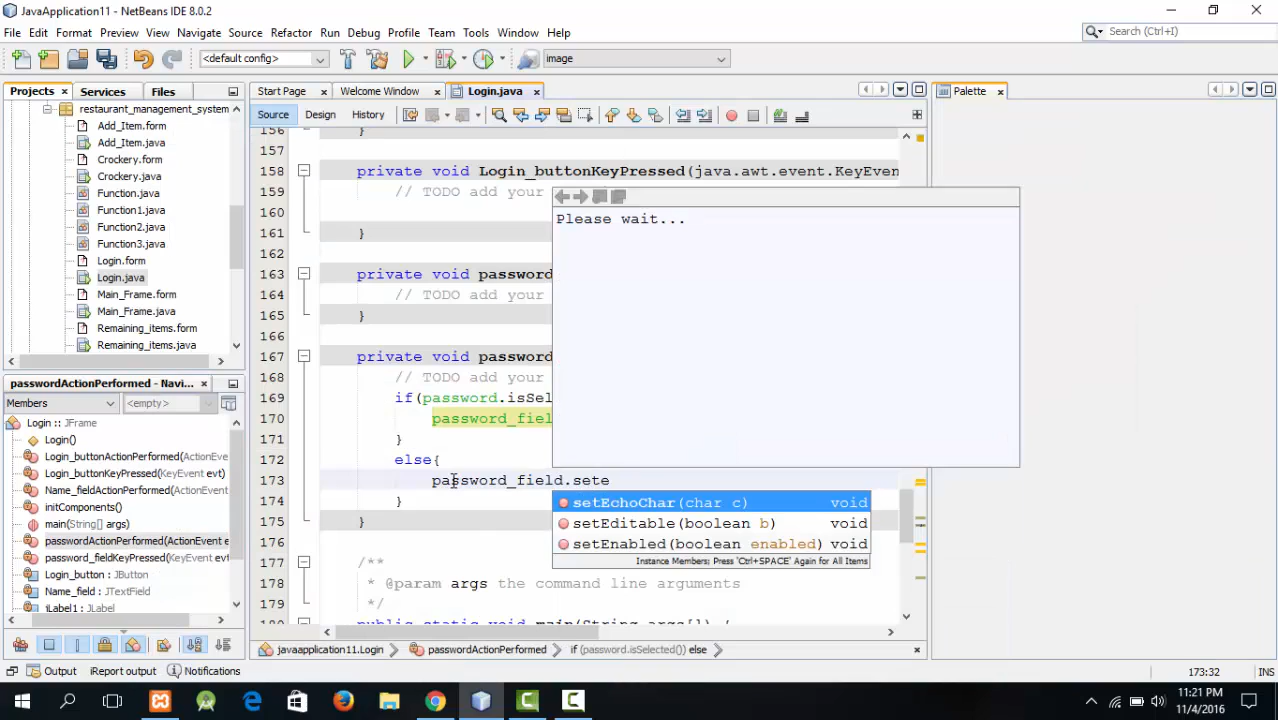 JavaApplication11 - NetBeans IDE 8.0.2
File Edit Format Preview View Navigate Source Refactor Run Debug Profile Team Tools Window Help
Search (Ctrl+I)
<default config>
image
Projects Services Files
Start Page Welcome Window Login.java
Palette
Source Design History
restaurant_management_system
Add_Item.form
Add_Item.java
Crockery.form
Crockery.java
Function.java
Function1.java
Function2.java
Function3.java
Login.form
Login.java
Main_Frame.form
Main_Frame.java
Remaining_items.form
Remaining_items.java
passwordActionPerformed - Navi...
Members
<empty>
Login :: JFrame
Login()
Login_buttonActionPerformed(ActionEvent
Login_buttonKeyPressed(KeyEvent evt)
Name_fieldActionPerformed(ActionEvent
initComponents()
main(String[] args)
passwordActionPerformed(ActionEvent e
password_fieldKeyPressed(KeyEvent evt
Login_button : JButton
Name_field : JTextField
jLabel1 : JLabel
156 }
157
158 private void Login_buttonKeyPressed(java.awt.event.KeyEven
159 // TODO add your
160
161 }
162
163 private void password
164 // TODO add your
165 }
166
167 private void password
168 // TODO add your
169 if(password.isSel
170 password_fiel
171 }
172 else{
173 password_field.sete
174 }
175 }
176
177 /**
178 * @param args the command line arguments
179 */
180 public static void main(String args[]) {
Please wait...
setEchoChar(char c) void
setEditable(boolean b) void
setEnabled(boolean enabled) void
Instance Members; Press 'Ctrl+SPACE' Again for All Items
javaapplication11.Login passwordActionPerformed if (password.isSelected()) else
Output iReport output Notifications
173:32 INS
11:21 PM
11/4/2016